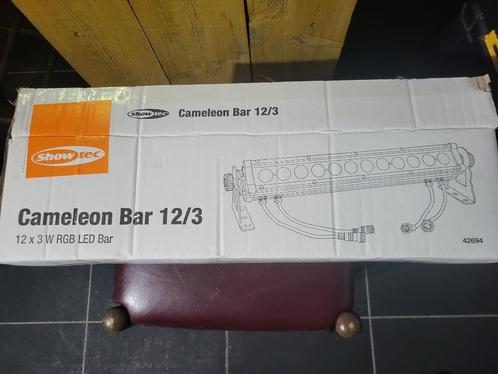 Showtec
Cameleon Bar 12/3
Showtec
Cameleon Bar 12/3
12 x 3 W RGB LED Bar
42694